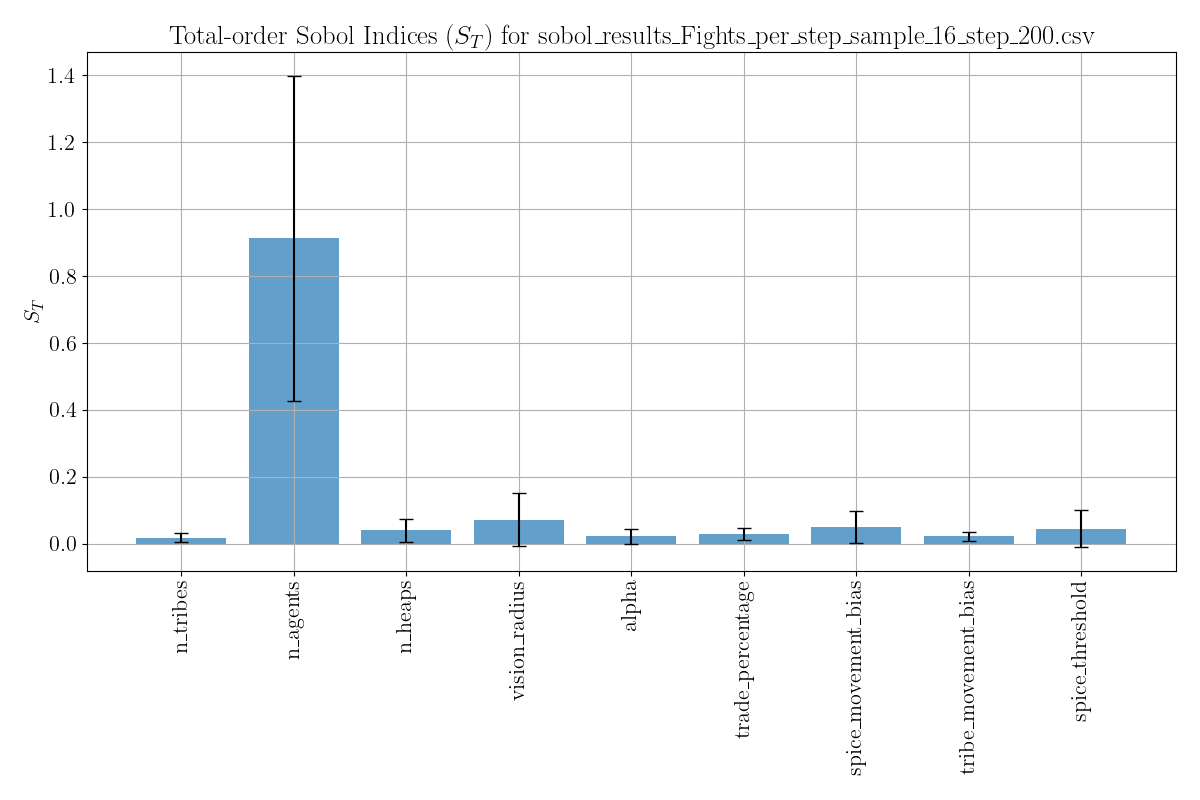 Total-order Sobol Indices (S_T) for sobol_results_Fights_per_step_sample_16_step_200.csv
1.4
1.2
1.0
0.8
0.6
0.4
0.2
0.0
S_T
n_tribes
n_agents
n_heaps
vision_radius
alpha
trade_percentage
spice_movement_bias
tribe_movement_bias
spice_threshold